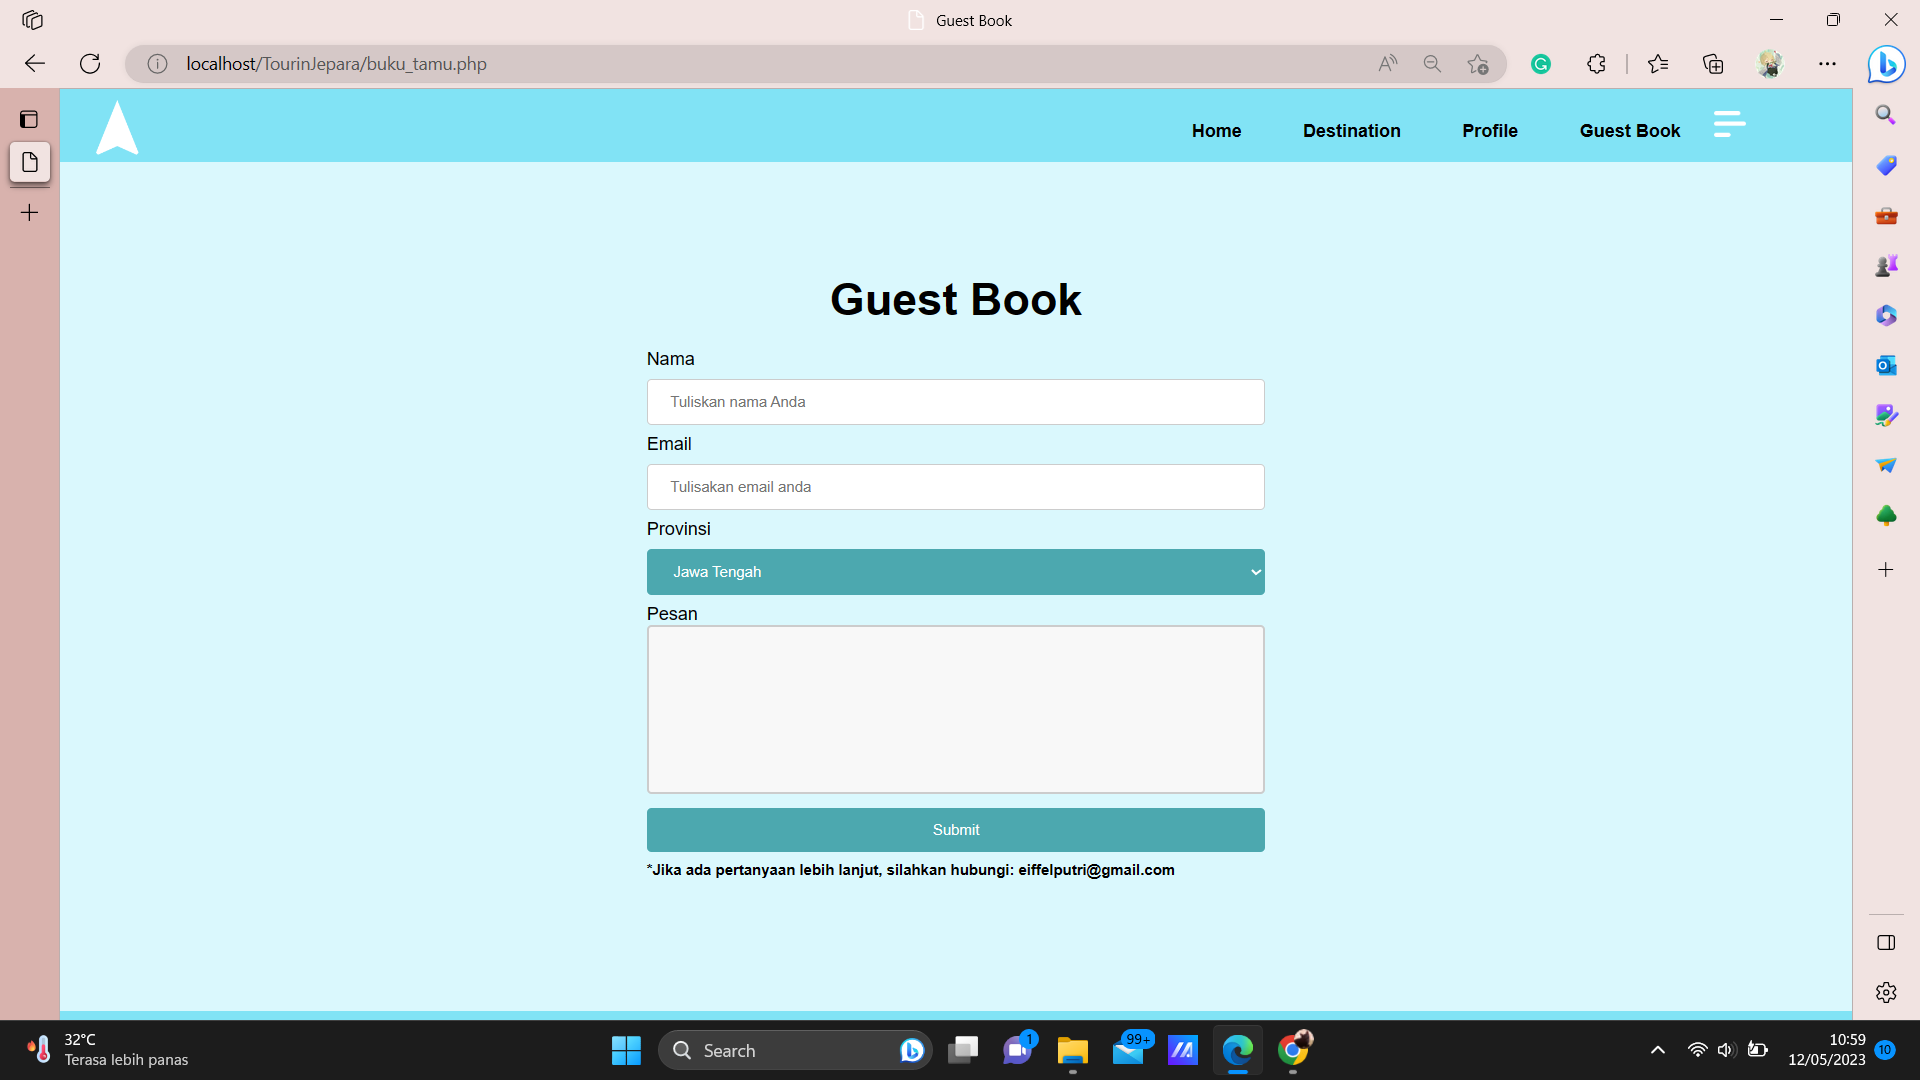 Guest Book
localhost/TourinJepara/buku_tamu.php
Home Destination Profile Guest Book
Guest Book
Nama
Tuliskan nama Anda
Email
Tulisakan email anda
Provinsi
Jawa Tengah
Pesan
Submit
*Jika ada pertanyaan lebih lanjut, silahkan hubungi: eiffelputri@gmail.com
32°C
Terasa lebih panas
Search
1
99+
10:59
12/05/2023
10